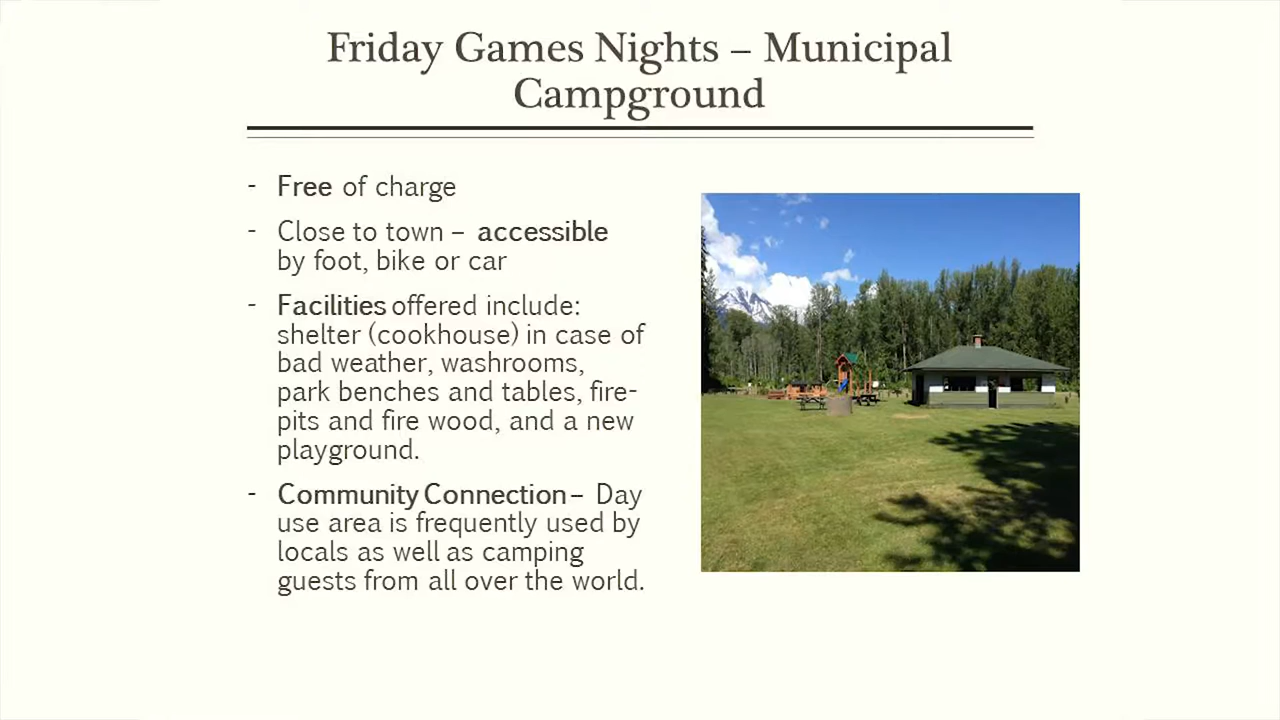 Friday Games Nights – Municipal
Campground
- Free of charge
- Close to town – accessible
by foot, bike or car
- Facilities offered include:
shelter (cookhouse) in case of
bad weather, washrooms,
park benches and tables, fire-
pits and fire wood, and a new
playground.
- Community Connection – Day
use area is frequently used by
locals as well as camping
guests from all over the world.